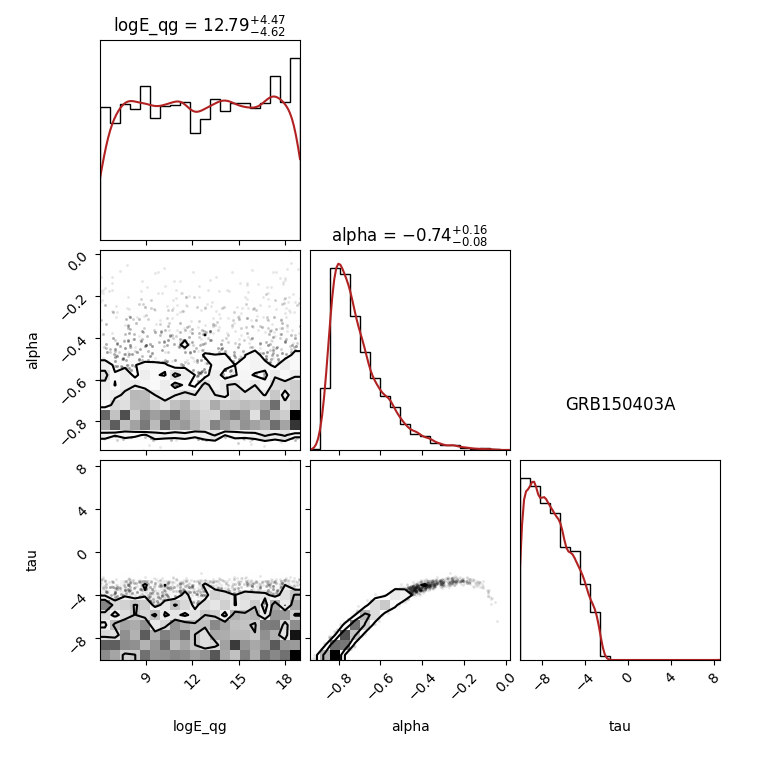 logE_qg = 12.79+4.47−4.62
0.0
−0.2
−0.4
−0.6
−0.8
alpha
alpha = −0.74+0.16−0.08
GRB150403A
8
4
0
−4
−8
tau
9 12 15 18
−0.8 −0.6 −0.4 −0.2 0.0
−8 −4 0 4 8
logE_qg alpha tau